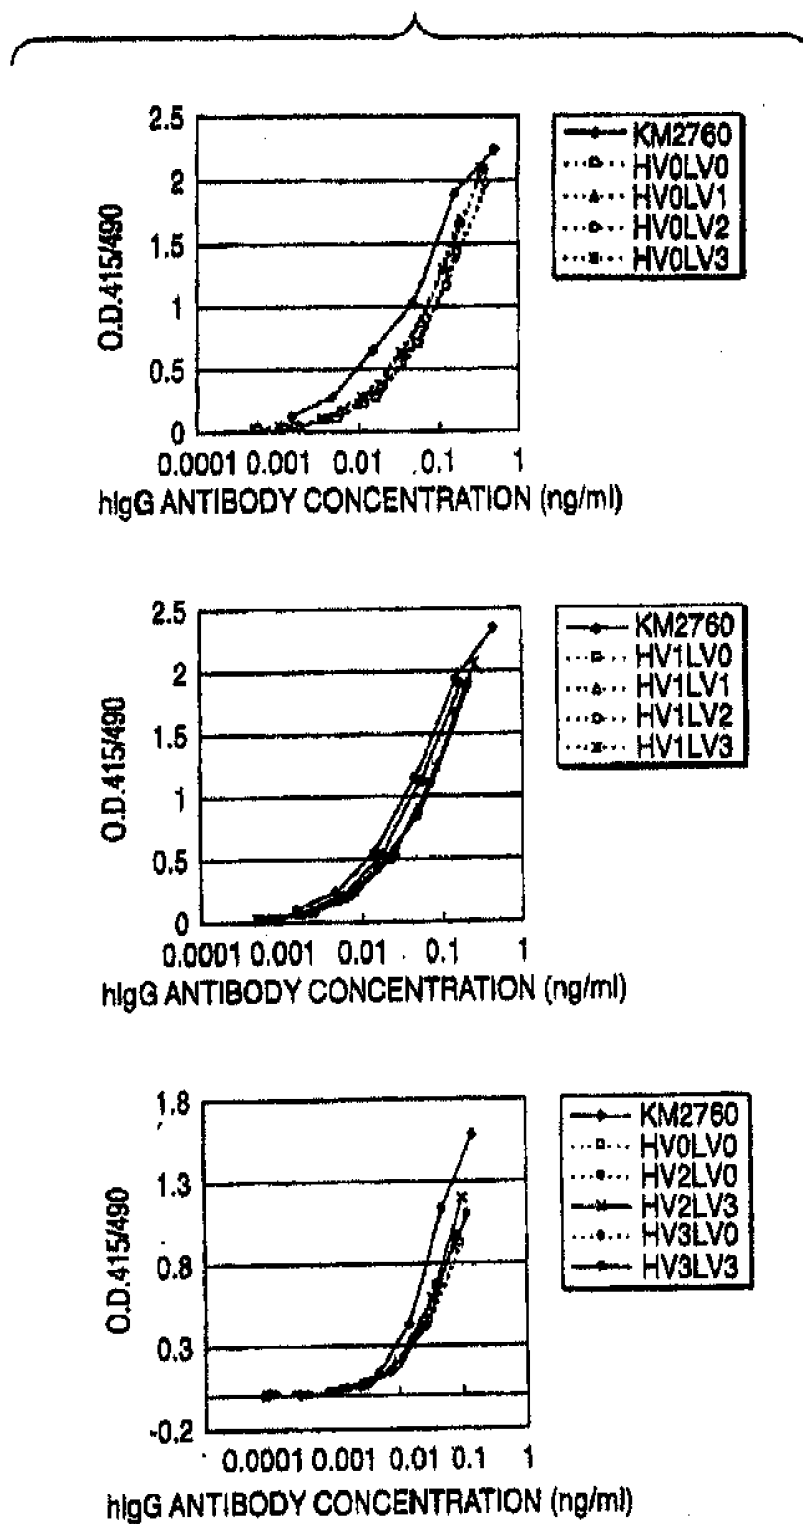 2.5
2
1.5
1
0.5
0
O.D.415/490
0.0001 0.001 0.01 0.1 1
hIgG ANTIBODY CONCENTRATION (ng/ml)
KM2760
HV0LV0
HV0LV1
HV0LV2
HV0LV3
2.5
2
1.5
1
0.5
0
O.D.415/490
0.0001 0.001 0.01 0.1 1
hIgG ANTIBODY CONCENTRATION (ng/ml)
KM2760
HV1LV0
HV1LV1
HV1LV2
HV1LV3
1.8
1.3
0.8
0.3
-0.2
O.D.415/490
0.0001 0.001 0.01 0.1 1
hIgG ANTIBODY CONCENTRATION (ng/ml)
KM2760
HV0LV0
HV2LV0
HV2LV3
HV3LV0
HV3LV3